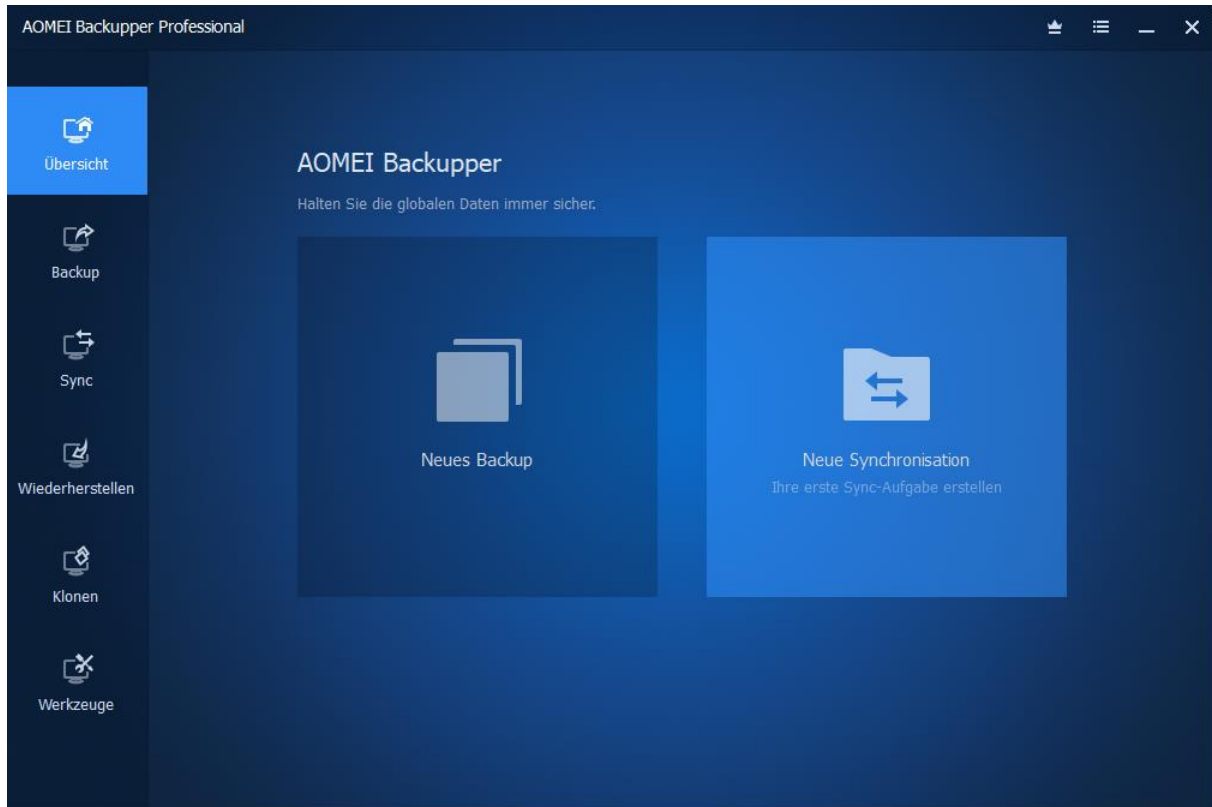 AOMEI Backupper Professional
Übersicht
Backup
Sync
Wiederherstellen
Klonen
Werkzeuge
AOMEI Backupper
Halten Sie die globalen Daten immer sicher.
Neues Backup
Neue Synchronisation
Ihre erste Sync-Aufgabe erstellen